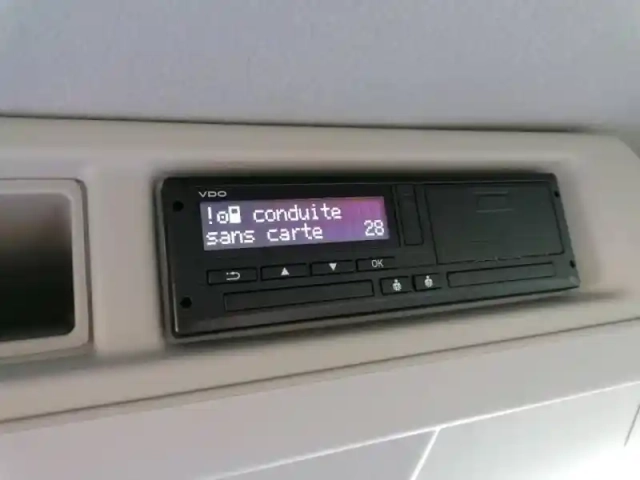 VDO
! conduite
sans carte 28
OK